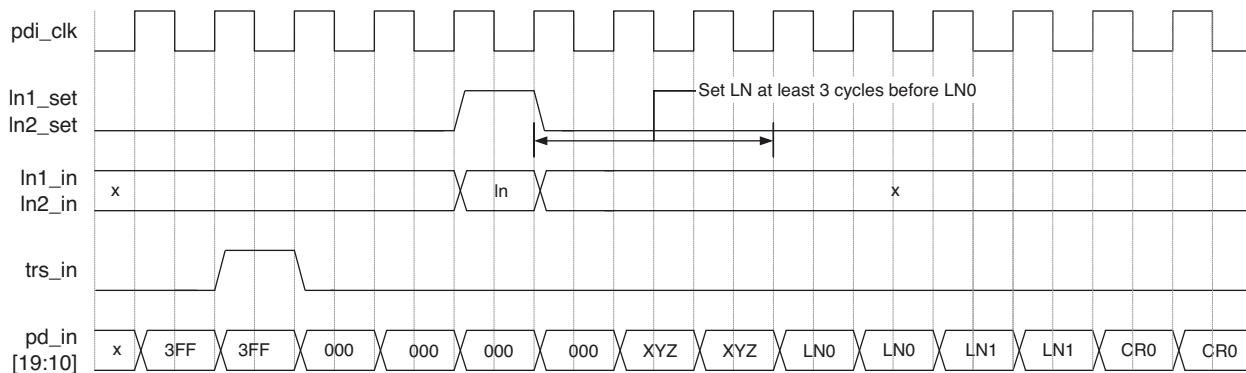 pdi_clk
ln1_set
ln2_set
Set LN at least 3 cycles before LN0
ln1_in
ln2_in
x ln x
trs_in
pd_in
[19:10]
x 3FF 3FF 000 000 000 000 XYZ XYZ LN0 LN0 LN1 LN1 CR0 CR0